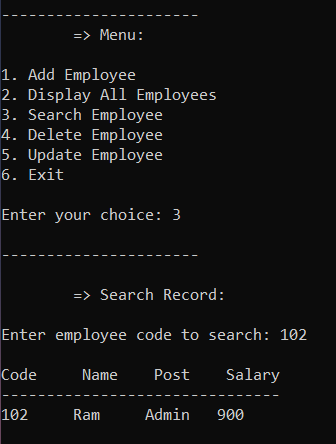 ----------------------
=> Menu:
1. Add Employee
2. Display All Employees
3. Search Employee
4. Delete Employee
5. Update Employee
6. Exit
Enter your choice: 3
----------------------
=> Search Record:
Enter employee code to search: 102
Code     Name    Post    Salary
-------------------------------
102     Ram     Admin   900